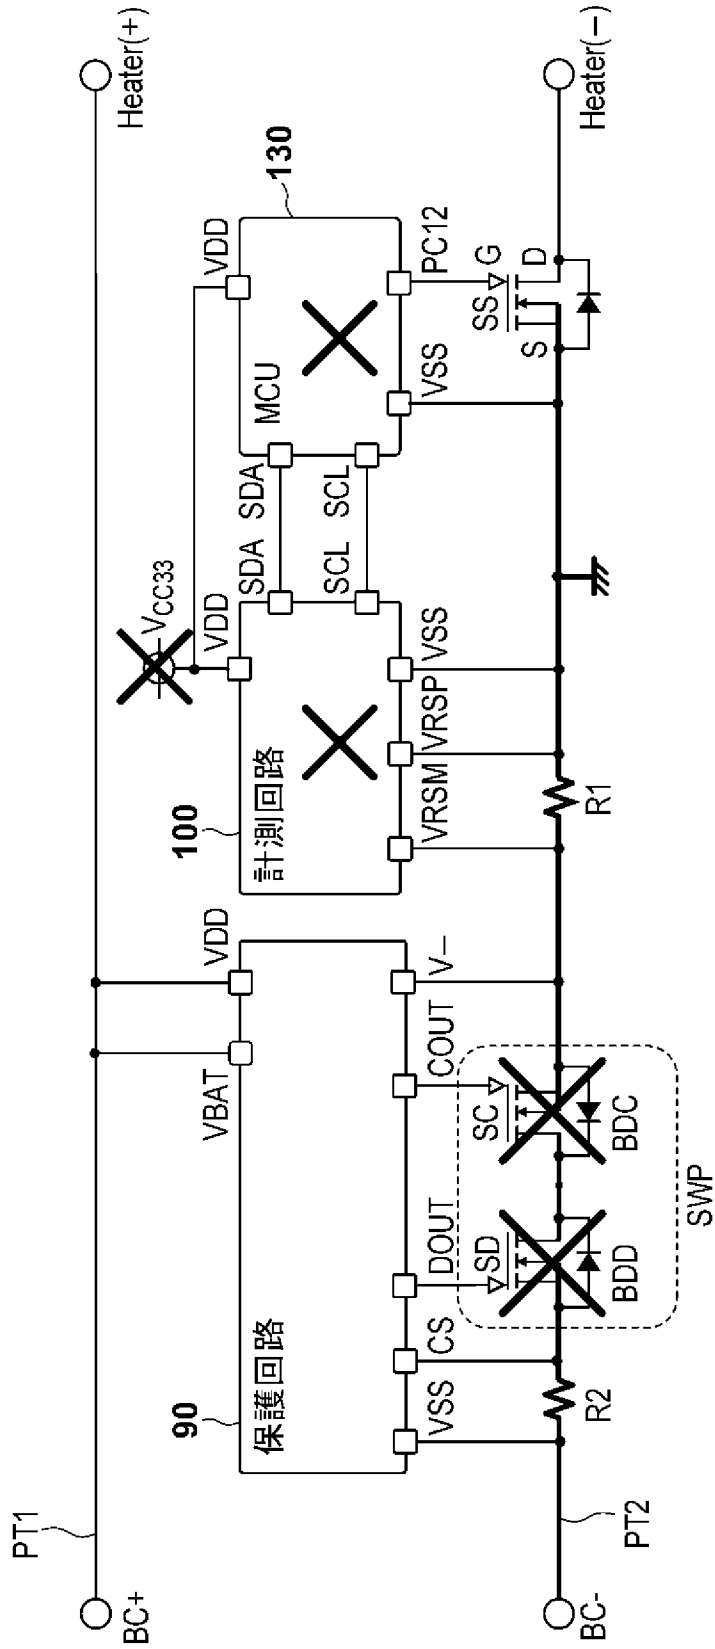 PT1
BC+
Heater(+)
VCC33
90
保護回路
VBAT
VDD
VSS
CS
DOUT
COUT
V−
100
計測回路
VDD
SDA
SCL
VRSM
VRSP
VSS
130
MCU
VDD
SDA
SCL
VSS
PC12
SD
BDD
SC
BDC
SWP
R2
R1
SS
G
S
D
PT2
BC-
Heater(−)